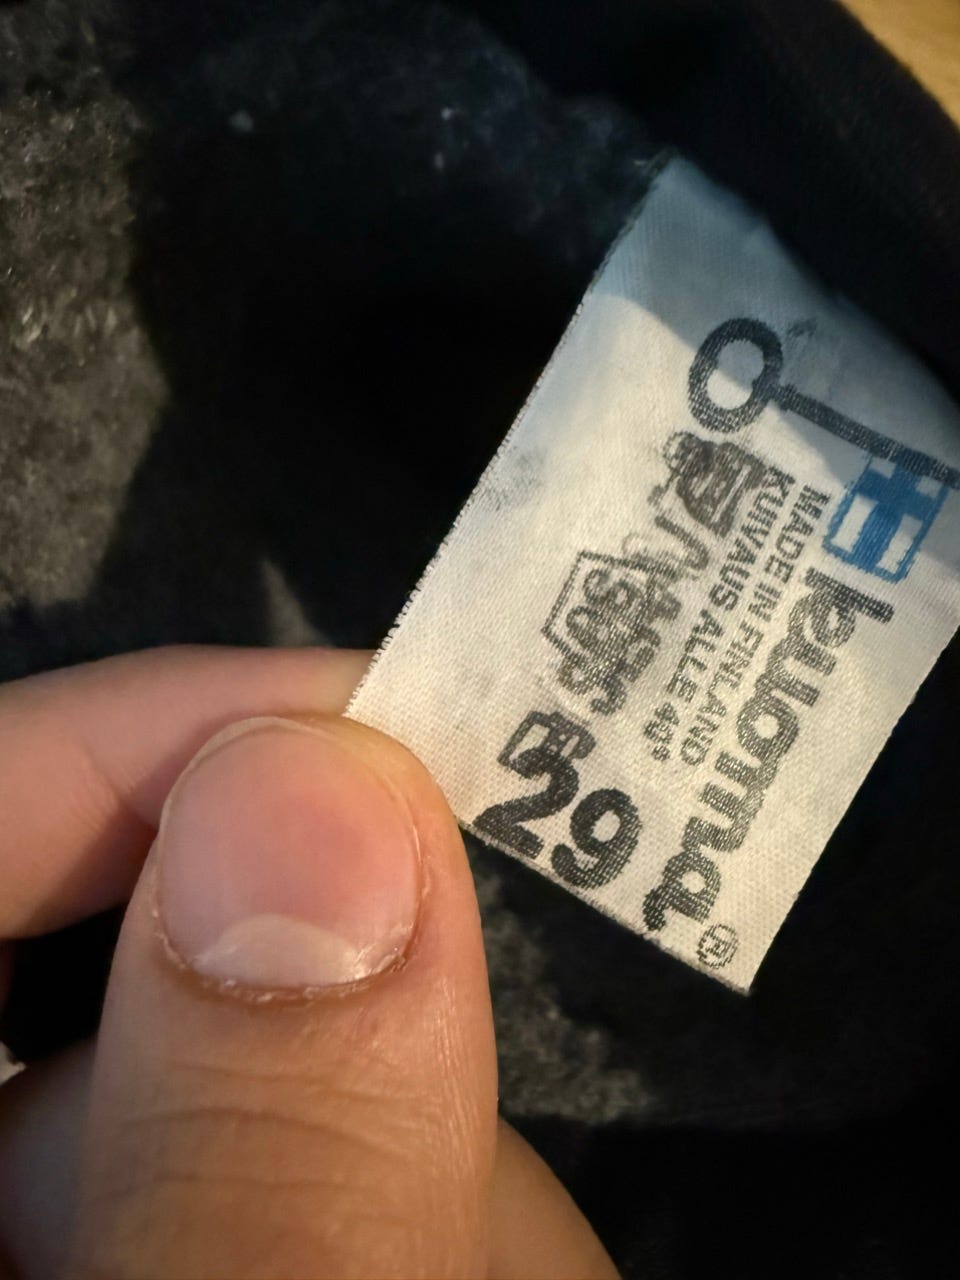 kuoma®
MADE IN FINLAND
KUIVAUS ALLE 40°
29